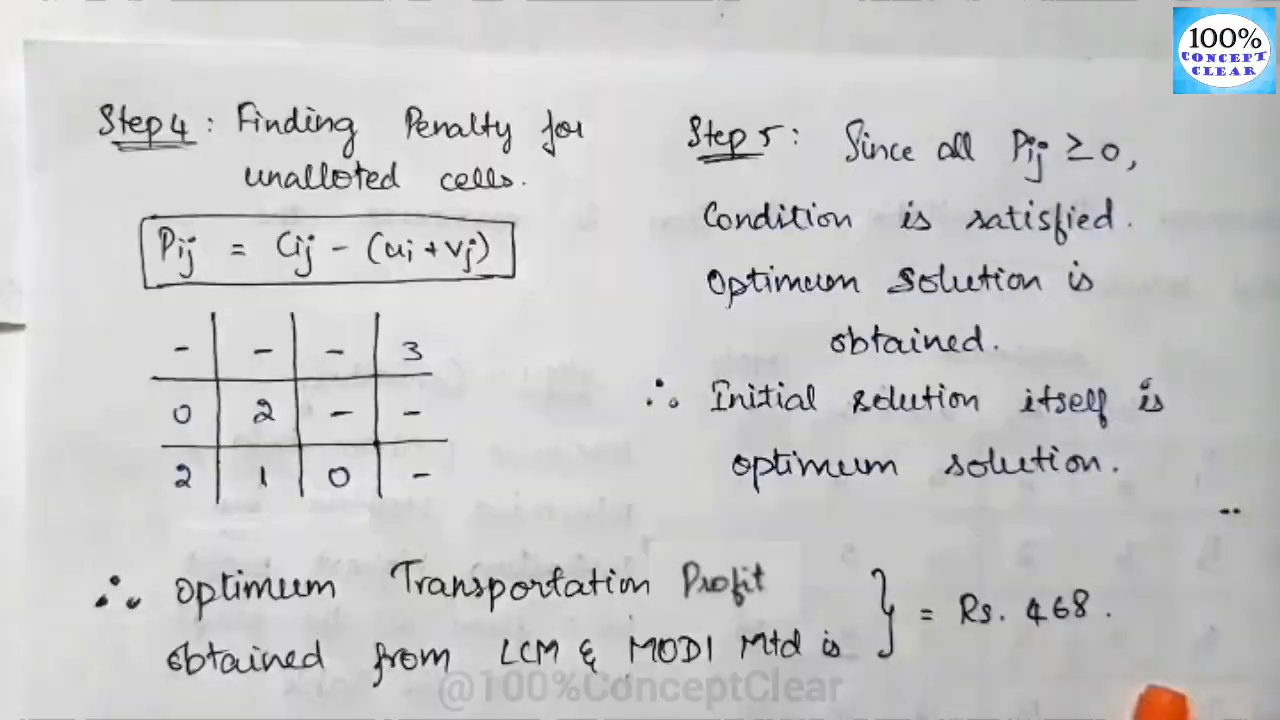 100%
CONCEPT
CLEAR
Step 4 : Finding Penalty for
unalloted cells.
Pij = Cij - (ui + vj)
- - - 3
0 2 - -
2 1 0 -
Step 5 : Since all Pij ≥ 0,
Condition is satisfied.
Optimum Solution is
obtained.
∴ Initial solution itself is
optimum solution.
∴ Optimum Transportation Profit
obtained from LCM & MODI Mtd is } = Rs. 468.
@100%ConceptClear